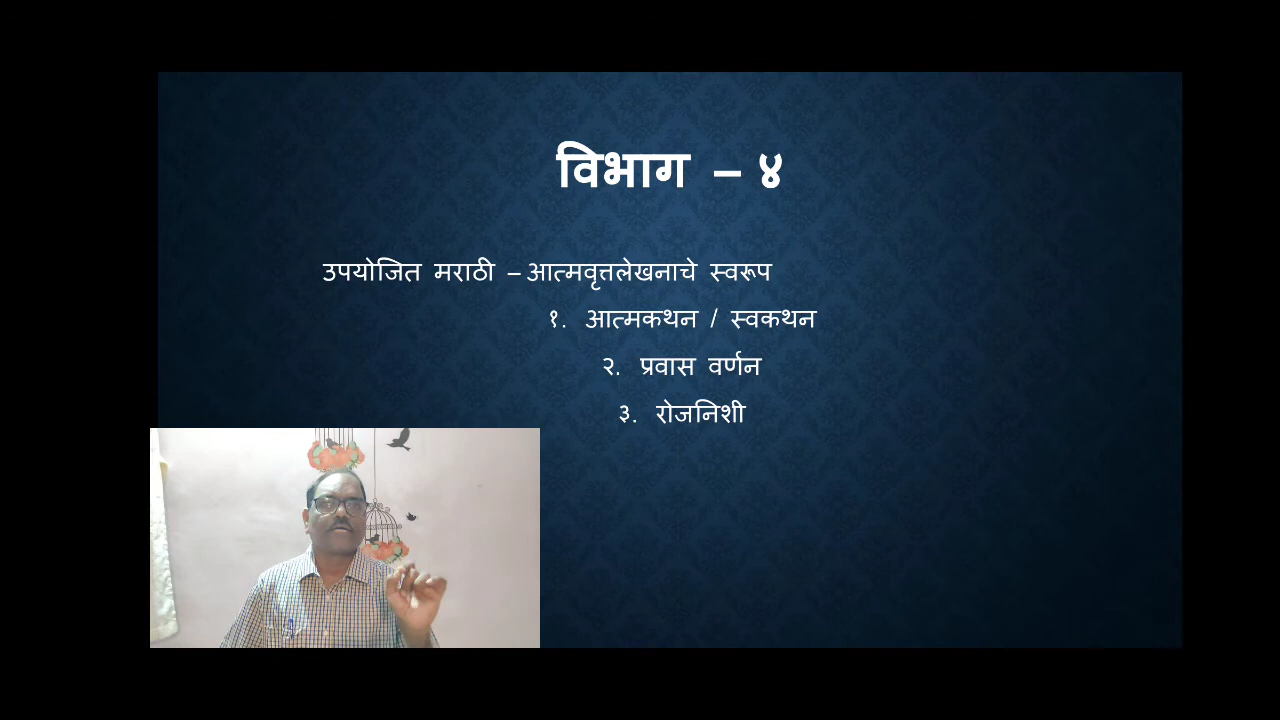 विभाग – ४
उपयोजित मराठी – आत्मवृत्तलेखनाचे स्वरूप
१. आत्मकथन / स्वकथन
२. प्रवास वर्णन
३. रोजनिशी